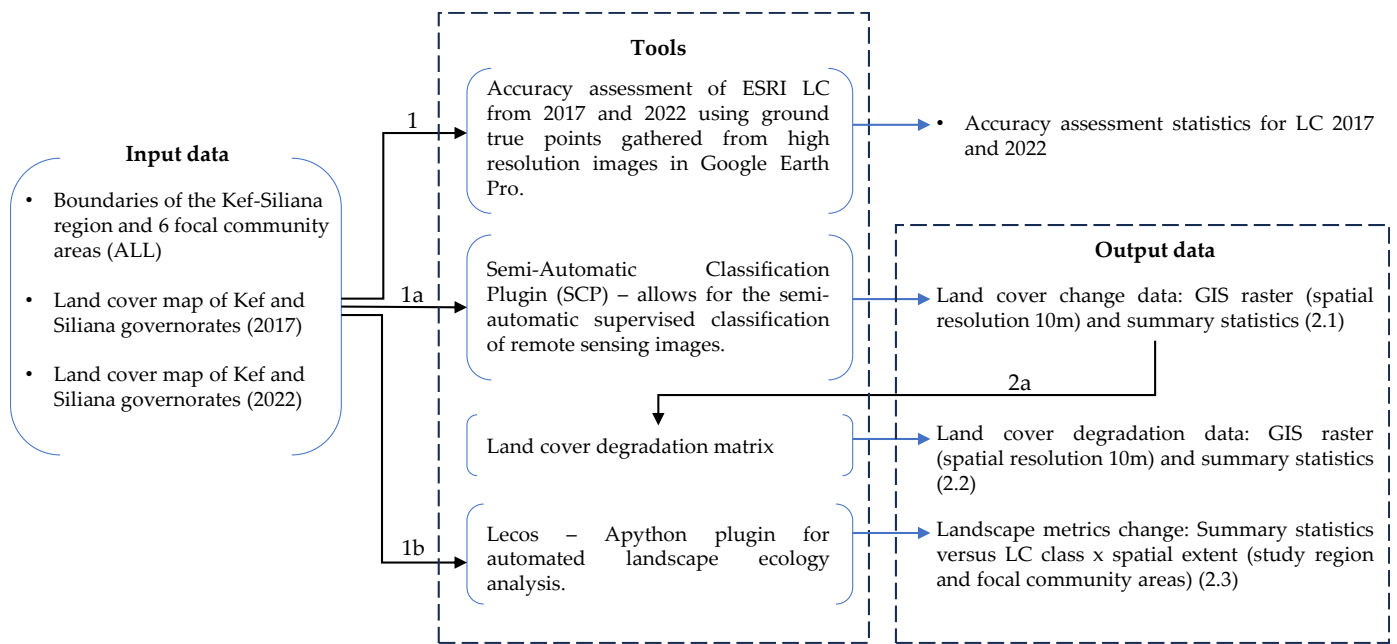 Input data
• Boundaries of the Kef-Siliana
region and 6 focal community
areas (ALL)
• Land cover map of Kef and
Siliana governorates (2017)
• Land cover map of Kef and
Siliana governorates (2022)
1
1a
1b
Tools
Accuracy assessment of ESRI LC
from 2017 and 2022 using ground
true points gathered from high
resolution images in Google Earth
Pro.
Semi-Automatic Classification
Plugin (SCP) – allows for the semi-
automatic supervised classification
of remote sensing images.
Land cover degradation matrix
Lecos – Apython plugin for
automated landscape ecology
analysis.
• Accuracy assessment statistics for LC 2017
and 2022
Output data
Land cover change data: GIS raster (spatial
resolution 10m) and summary statistics (2.1)
2a
Land cover degradation data: GIS raster
(spatial resolution 10m) and summary statistics
(2.2)
Landscape metrics change: Summary statistics
versus LC class x spatial extent (study region
and focal community areas) (2.3)